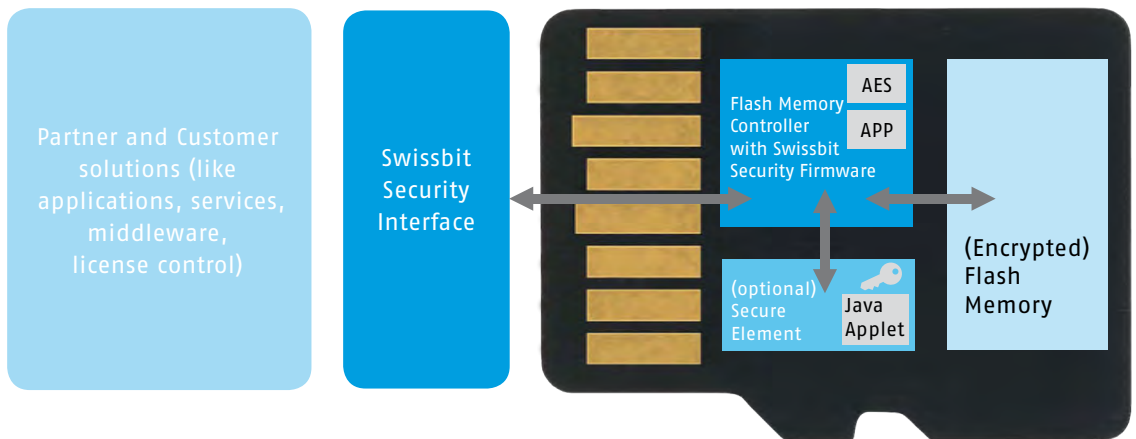 Partner and Customer
solutions (like
applications, services,
middleware,
license control)
Swissbit
Security
Interface
Flash Memory
Controller
with Swissbit
Security Firmware
AES
APP
(optional)
Secure
Element
Java
Applet
(Encrypted)
Flash
Memory